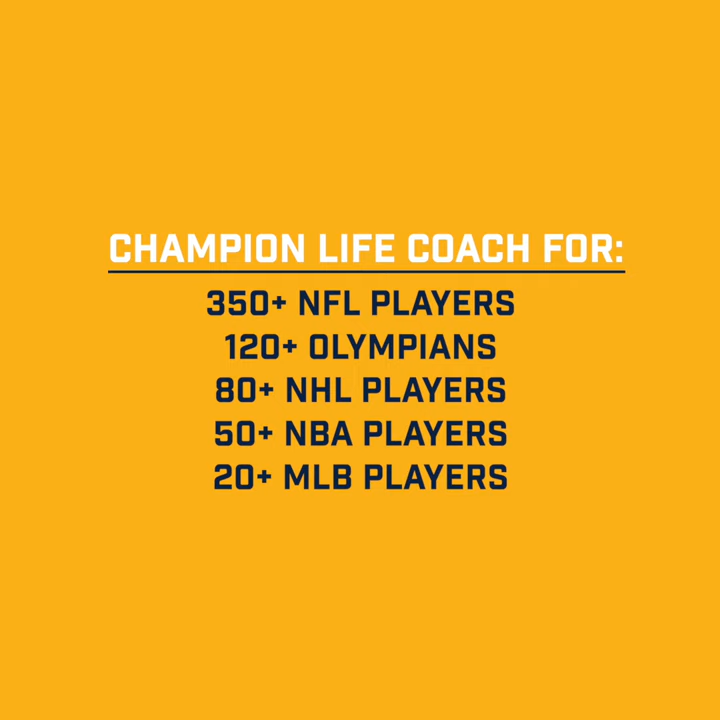 CHAMPION LIFE COACH FOR:
350+ NFL PLAYERS
120+ OLYMPIANS
80+ NHL PLAYERS
50+ NBA PLAYERS
20+ MLB PLAYERS